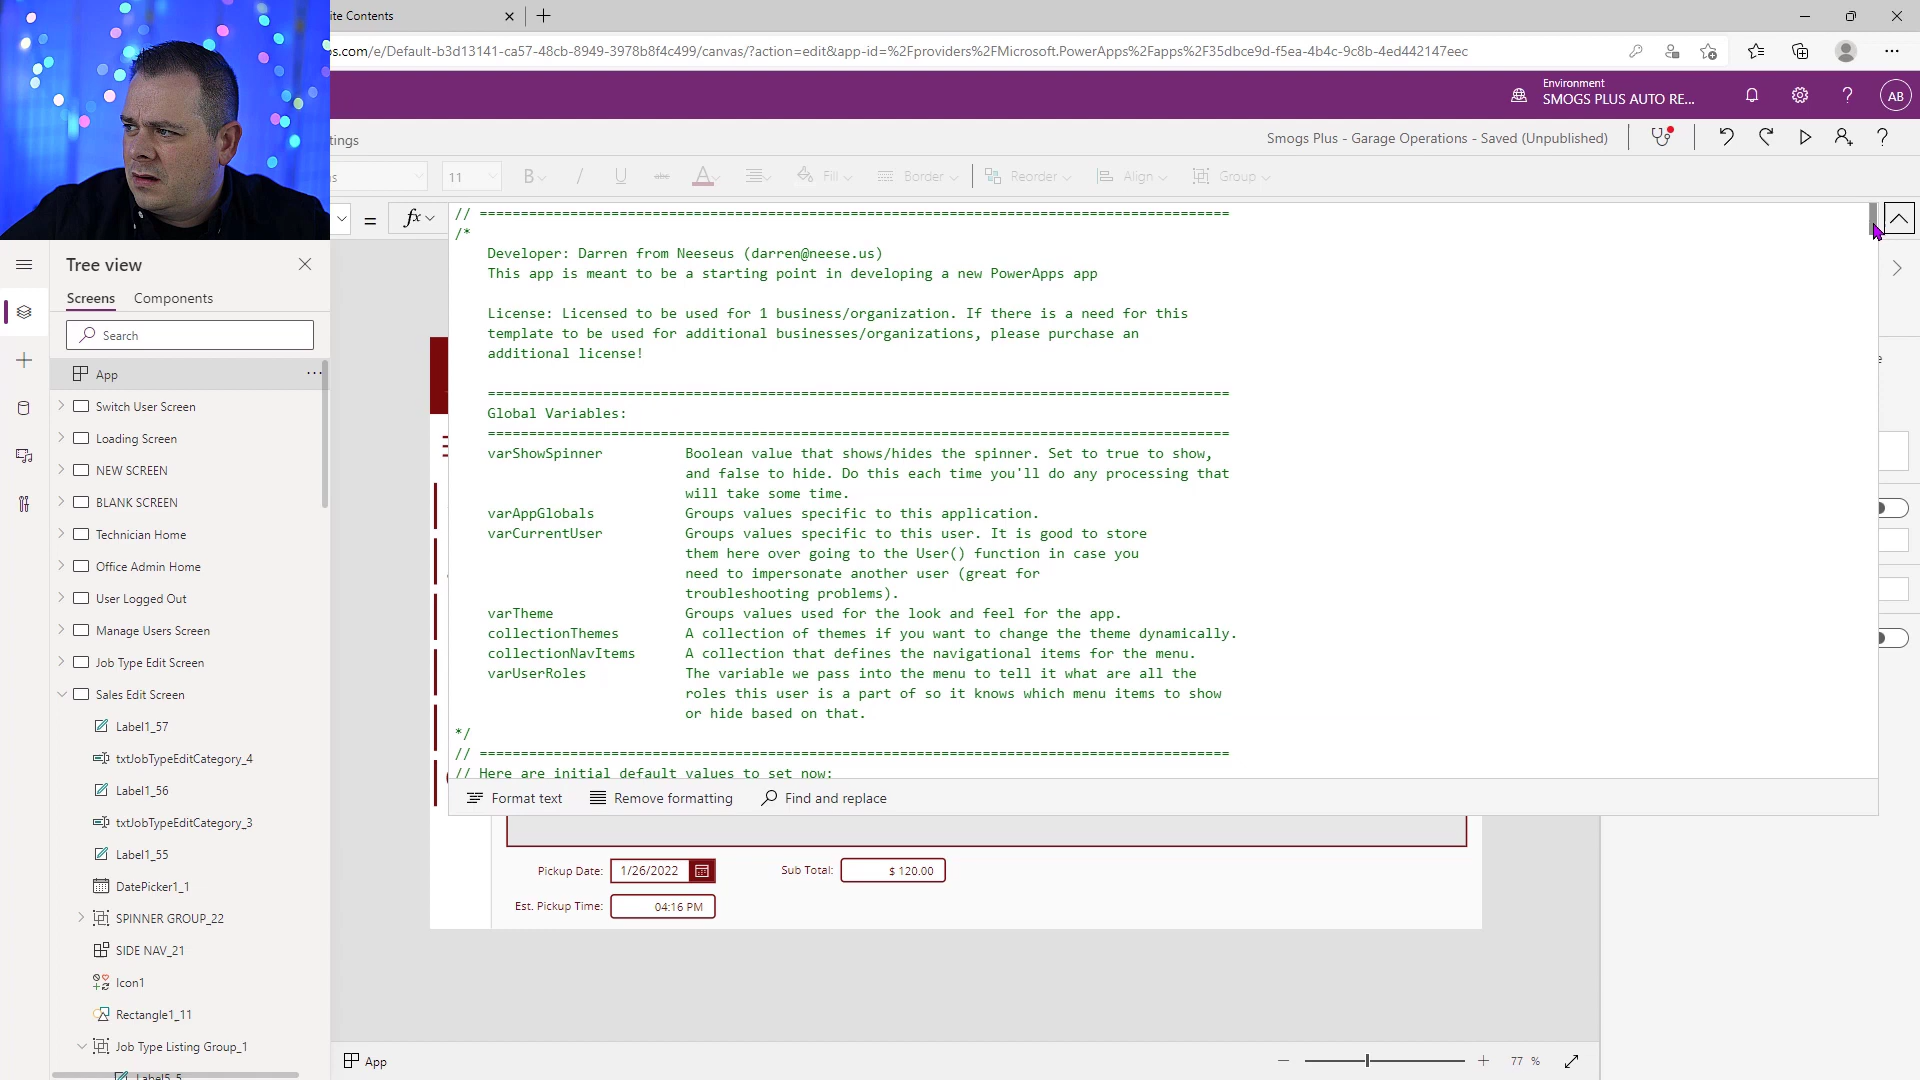 ite Contents
s.com/e/Default-b3d13141-ca57-48cb-8949-3978b8f4c499/canvas/?action=edit&app-id=%2Fproviders%2FMicrosoft.PowerApps%2Fapps%2F35dbce9d-f5ea-4b4c-9c8b-4ed442147eec
Environment
SMOGS PLUS AUTO RE...
AB
tings
Smogs Plus - Garage Operations - Saved (Unpublished)
s 11 B / U abc A Fill Border Reorder Align Group
= fx
// ===========================================================================================
/*
Developer: Darren from Neeseus (darren@neese.us)
This app is meant to be a starting point in developing a new PowerApps app
License: Licensed to be used for 1 business/organization. If there is a need for this
template to be used for additional businesses/organizations, please purchase an
additional license!
==========================================================================================
Global Variables:
==========================================================================================
varShowSpinner Boolean value that shows/hides the spinner. Set to true to show,
and false to hide. Do this each time you'll do any processing that
will take some time.
varAppGlobals Groups values specific to this application.
varCurrentUser Groups values specific to this user. It is good to store
them here over going to the User() function in case you
need to impersonate another user (great for
troubleshooting problems).
varTheme Groups values used for the look and feel for the app.
collectionThemes A collection of themes if you want to change the theme dynamically.
collectionNavItems A collection that defines the navigational items for the menu.
varUserRoles The variable we pass into the menu to tell it what are all the
roles this user is a part of so it knows which menu items to show
or hide based on that.
*/
// ===========================================================================================
// Here are initial default values to set now:
Format text Remove formatting Find and replace
Tree view
Screens Components
Search
App ...
Switch User Screen
Loading Screen
NEW SCREEN
BLANK SCREEN
Technician Home
Office Admin Home
User Logged Out
Manage Users Screen
Job Type Edit Screen
Sales Edit Screen
Label1_57
txtJobTypeEditCategory_4
Label1_56
txtJobTypeEditCategory_3
Label1_55
DatePicker1_1
SPINNER GROUP_22
SIDE NAV_21
Icon1
Rectangle1_11
Job Type Listing Group_1
Label5_5
Pickup Date: 1/26/2022 Sub Total: $ 120.00
Est. Pickup Time: 04:16 PM
App
77 %